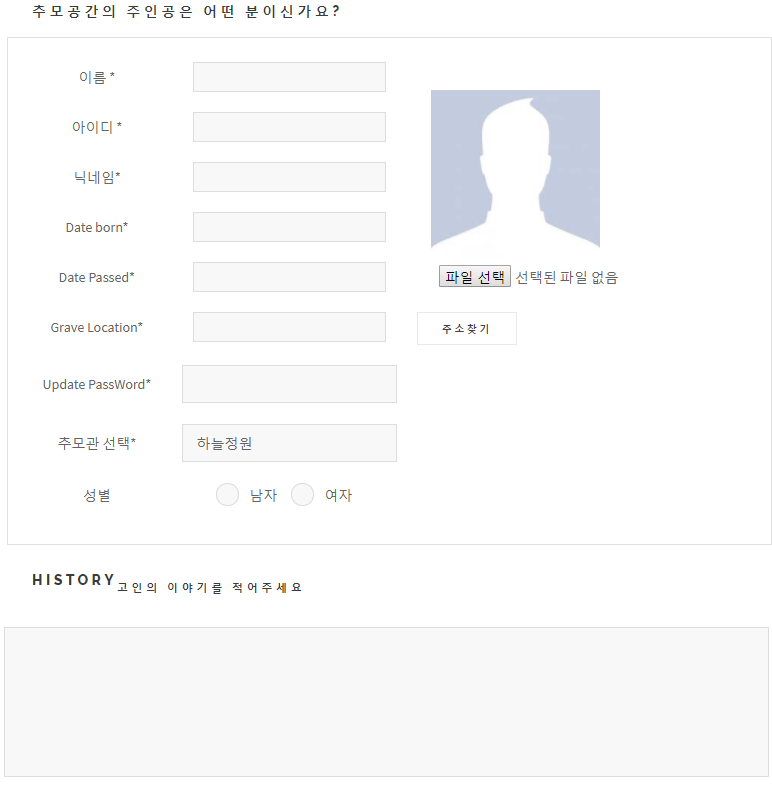 추모공간의 주인공은 어떤 분이신가요?
이름 *
아이디 *
닉네임*
Date born*
Date Passed*
파일 선택 선택된 파일 없음
Grave Location*
주소찾기
Update PassWord*
추모관 선택* 하늘정원
성별 남자 여자
HISTORY 고인의 이야기를 적어주세요